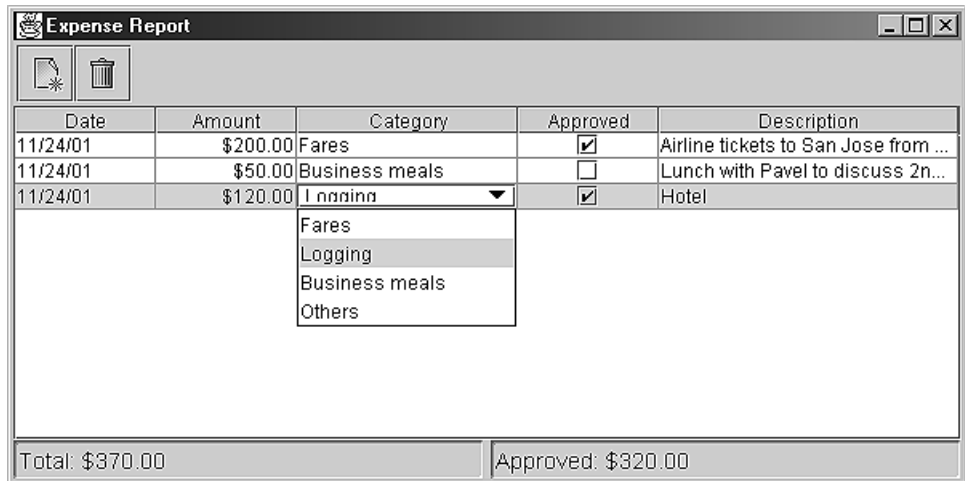 Expense Report
Date Amount Category Approved Description
11/24/01 $200.00 Fares Airline tickets to San Jose from ...
11/24/01 $50.00 Business meals Lunch with Pavel to discuss 2n...
11/24/01 $120.00 Logging Hotel
Fares
Logging
Business meals
Others
Total: $370.00 Approved: $320.00